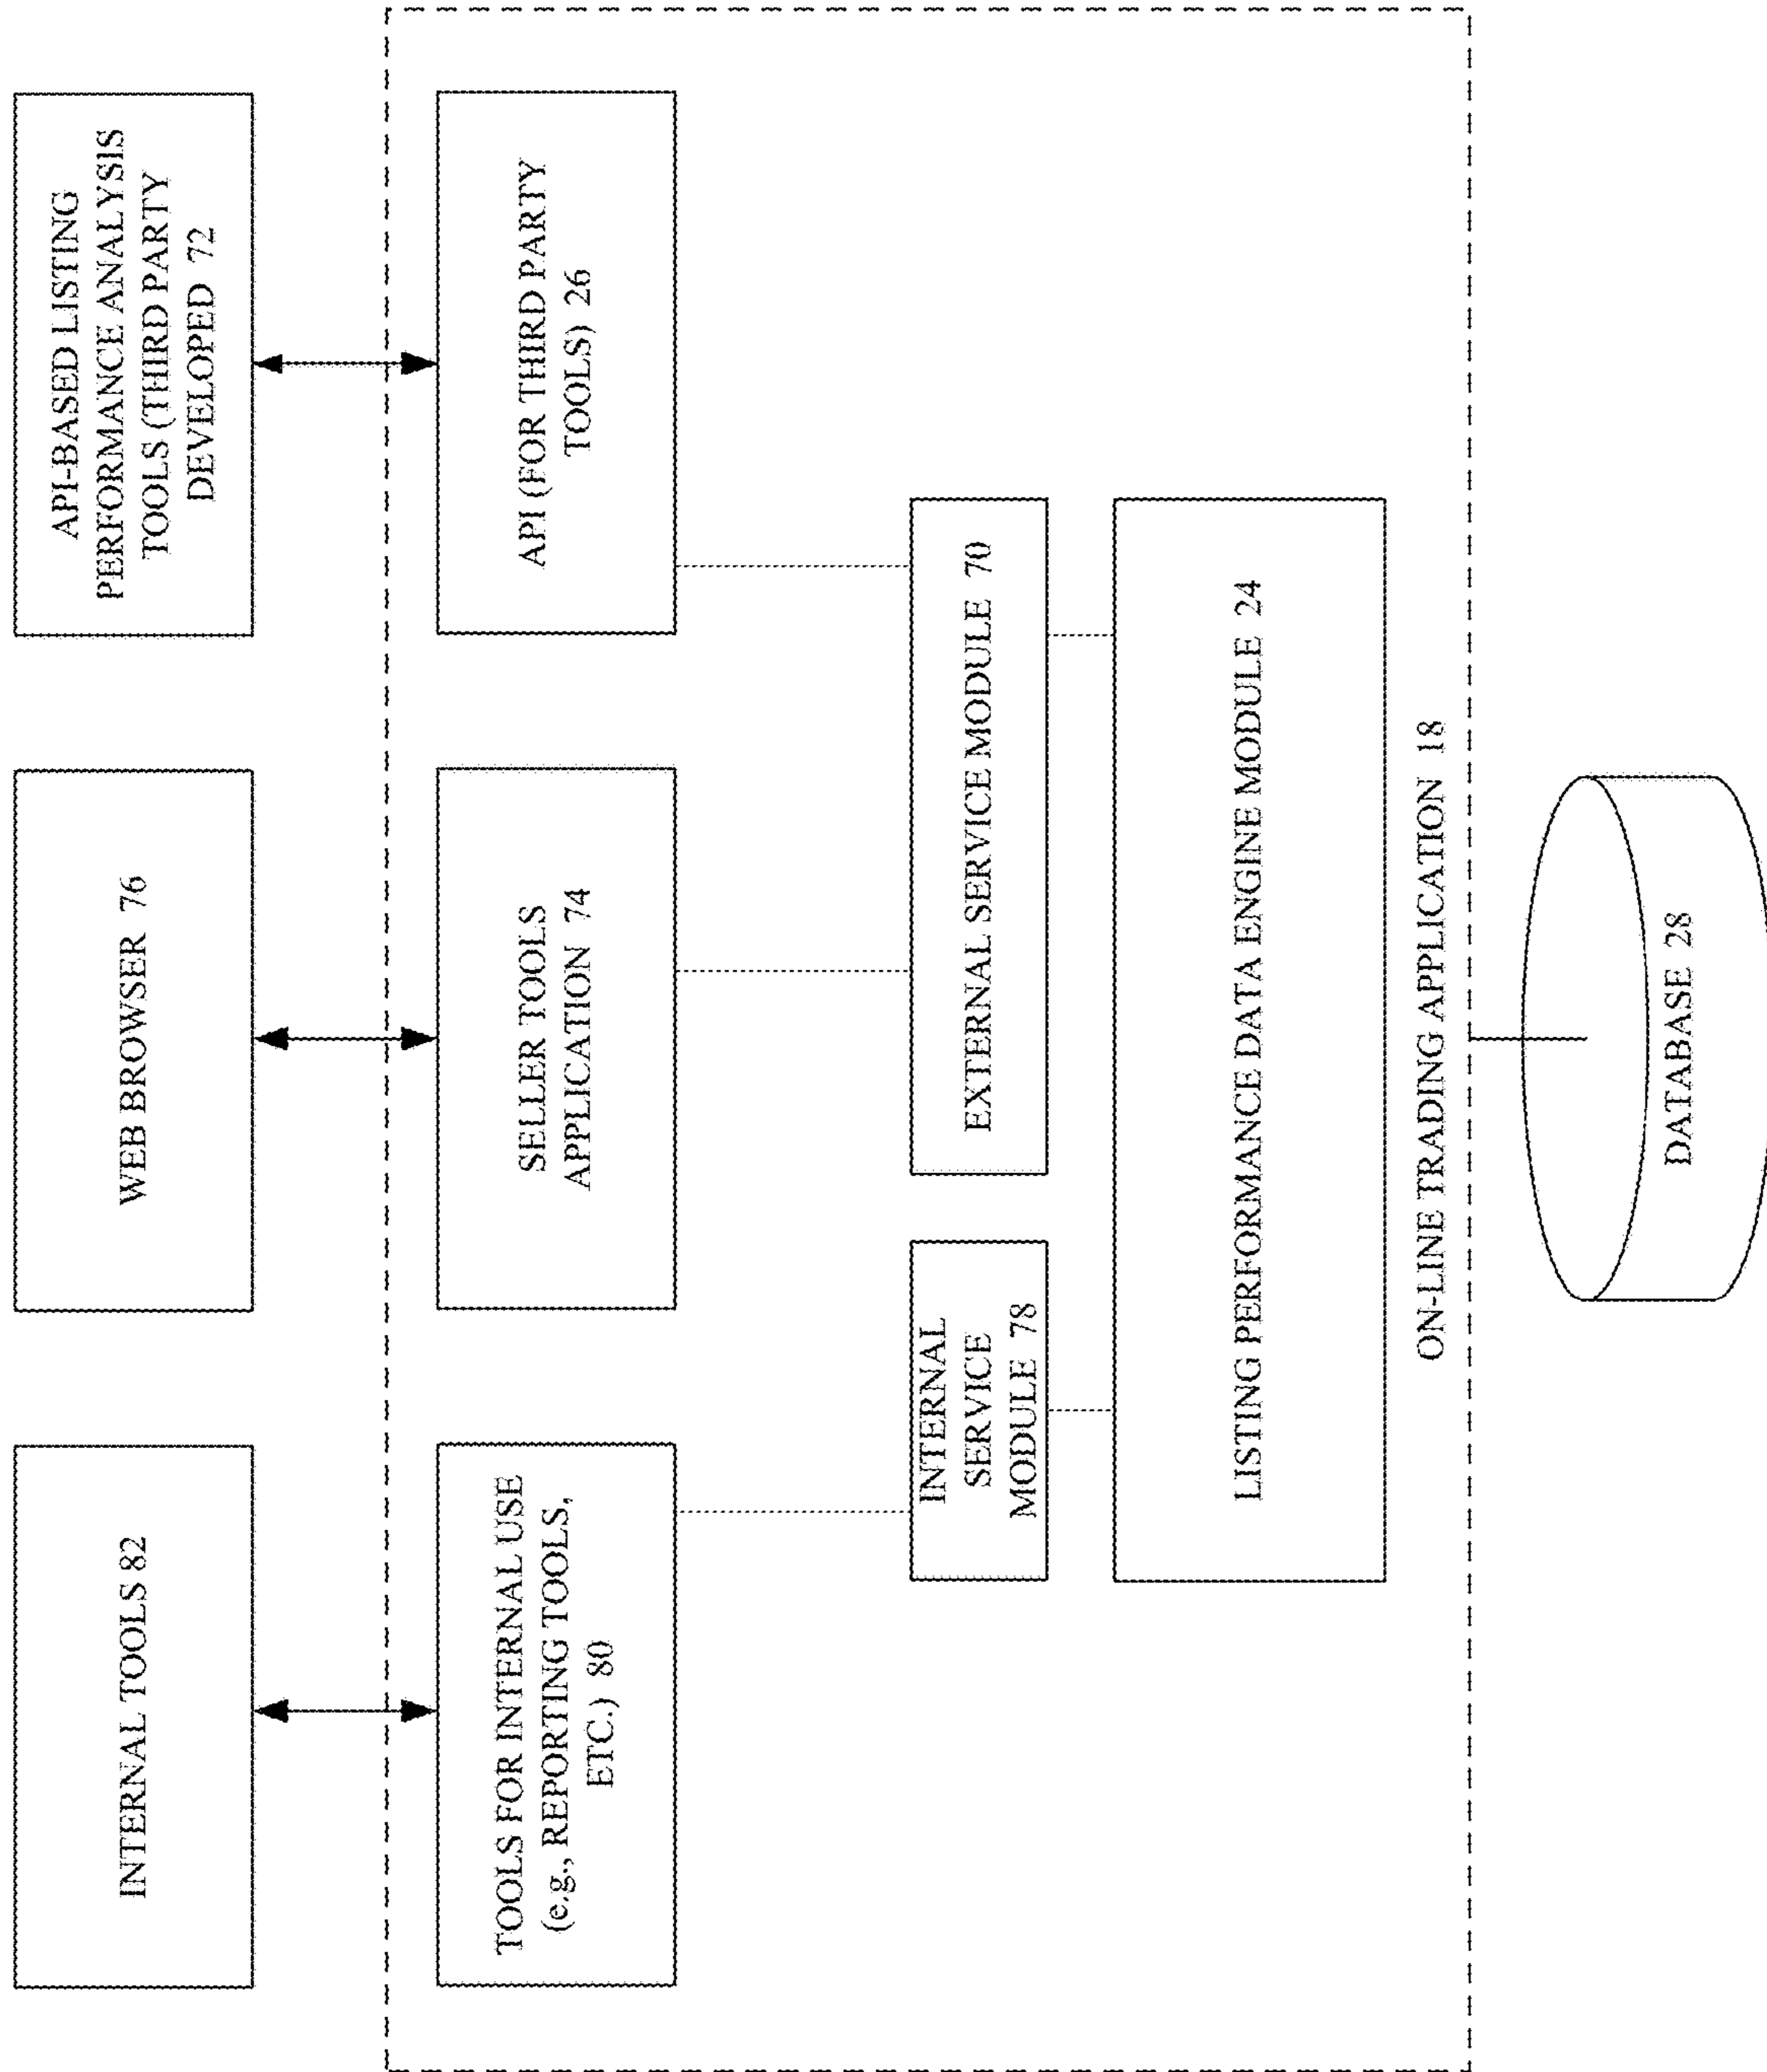 INTERNAL TOOLS 82
WEB BROWSER 76
API-BASED LISTING
PERFORMANCE ANALYSIS
TOOLS (THIRD PARTY
DEVELOPED 72
TOOLS FOR INTERNAL USE
(e.g., REPORTING TOOLS,
ETC.) 80
SELLER TOOLS
APPLICATION 74
API (FOR THIRD PARTY
TOOLS) 26
INTERNAL
SERVICE
MODULE 78
EXTERNAL SERVICE MODULE 70
LISTING PERFORMANCE DATA ENGINE MODULE 24
ON-LINE TRADING APPLICATION 18
DATABASE 28